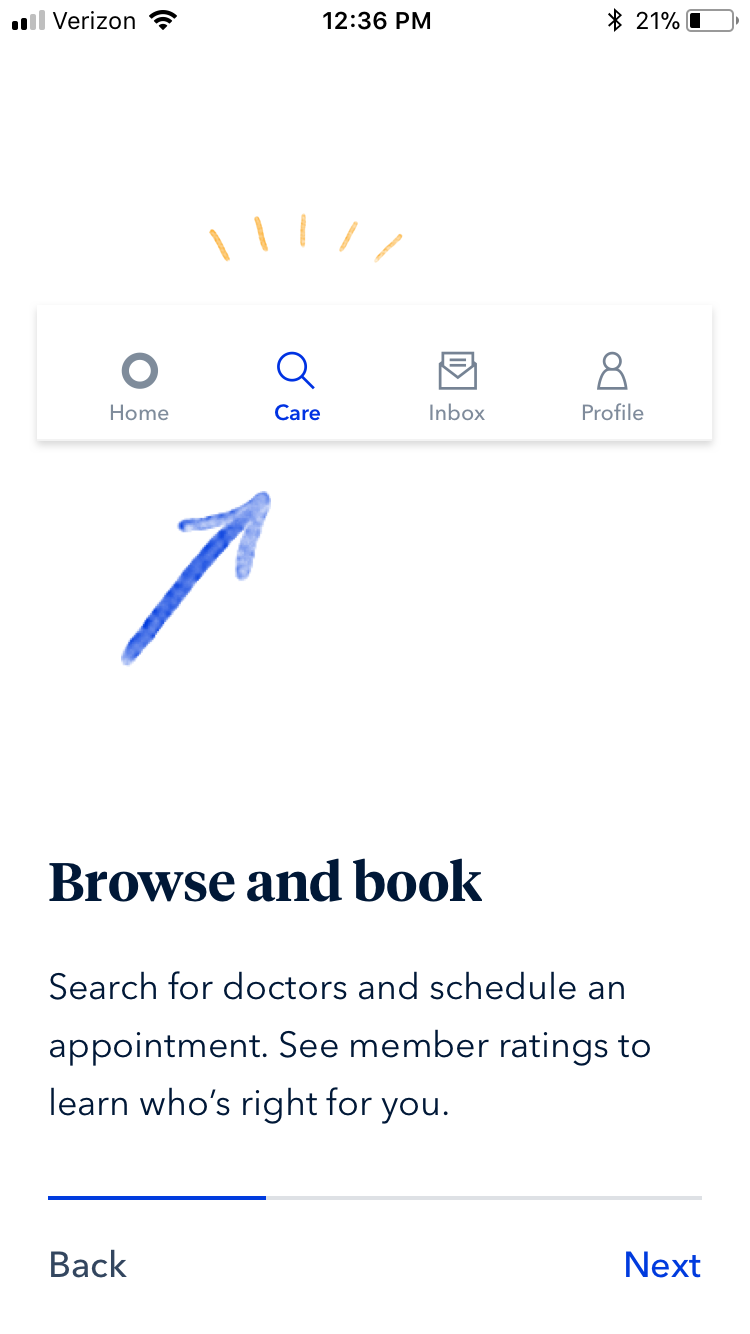 Verizon 12:36 PM 21%
Home Care Inbox Profile
Browse and book
Search for doctors and schedule an
appointment. See member ratings to
learn who’s right for you.
Back Next